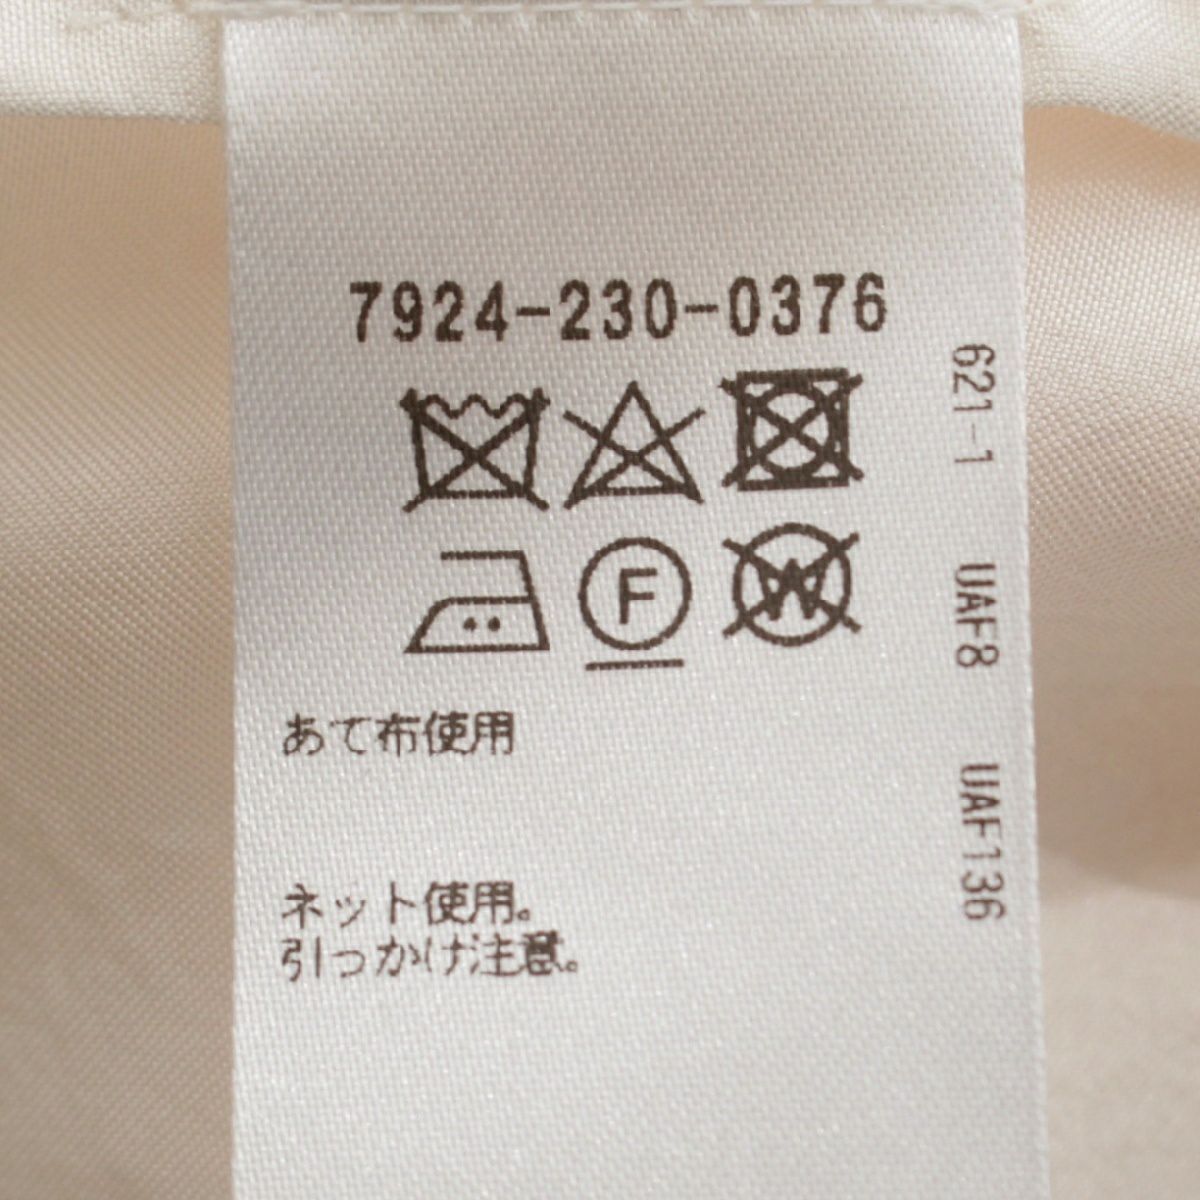 7924-230-0376
F
W
あて布使用
ネット使用。
引っかけ注意。
621-1 UAF8 UAF136